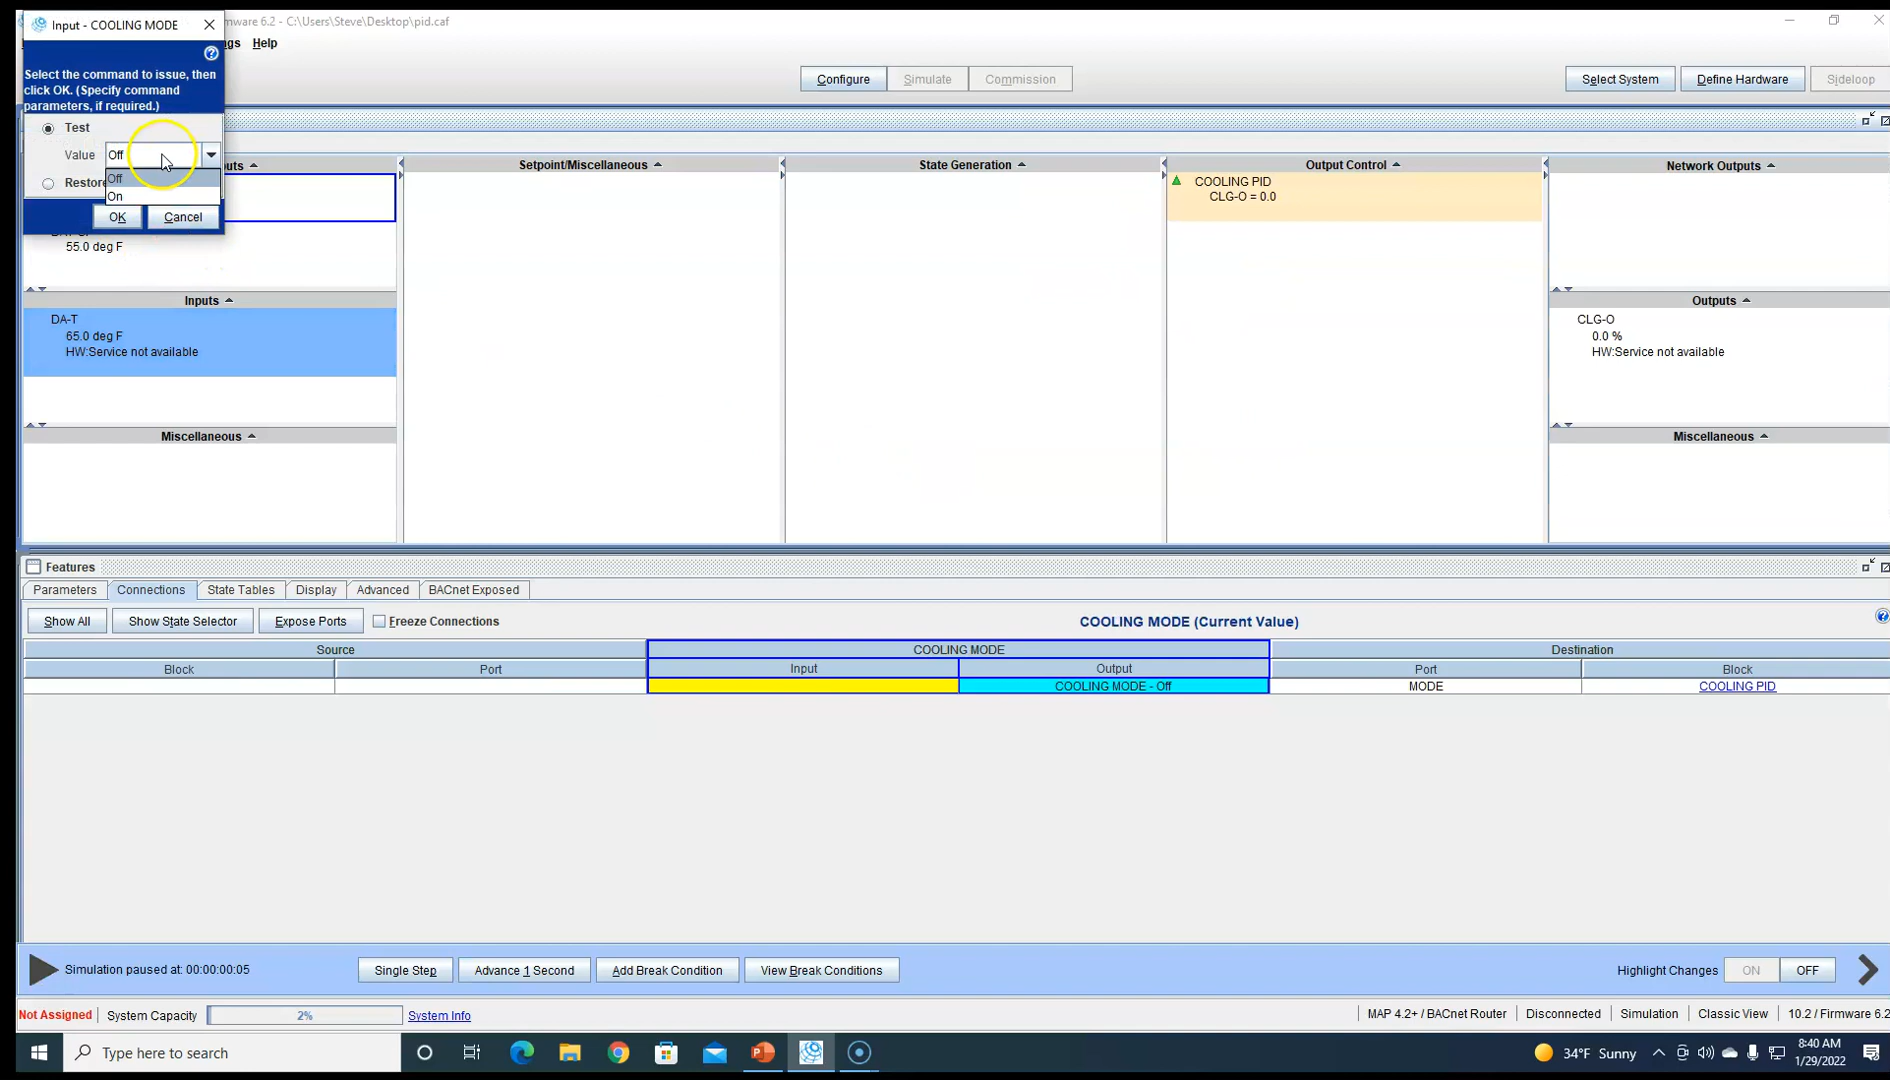 Input - COOLING MODE
mware 6.2 - C:\Users\Steve\Desktop\pid.caf
gs Help
Select the command to issue, then
click OK. (Specify command
parameters, if required.)
Configure Simulate Commission
Select System Define Hardware Sideloop
Test
Value Off
Off
On
Restore
OK Cancel
Setpoint/Miscellaneous
State Generation
Output Control
Network Outputs
COOLING PID
CLG-O = 0.0
55.0 deg F
Inputs
Outputs
DA-T
65.0 deg F
HW:Service not available
CLG-O
0.0 %
HW:Service not available
Miscellaneous
Miscellaneous
Features
Parameters Connections State Tables Display Advanced BACnet Exposed
Show All Show State Selector Expose Ports Freeze Connections
COOLING MODE (Current Value)
Source COOLING MODE Destination
Block Port Input Output Port Block
COOLING MODE - Off MODE COOLING PID
Simulation paused at: 00:00:00:05
Single Step Advance 1 Second Add Break Condition View Break Conditions
Highlight Changes ON OFF
Not Assigned System Capacity 2% System Info
MAP 4.2+ / BACnet Router Disconnected Simulation Classic View 10.2 / Firmware 6.2
Type here to search
34°F Sunny
8:40 AM
1/29/2022